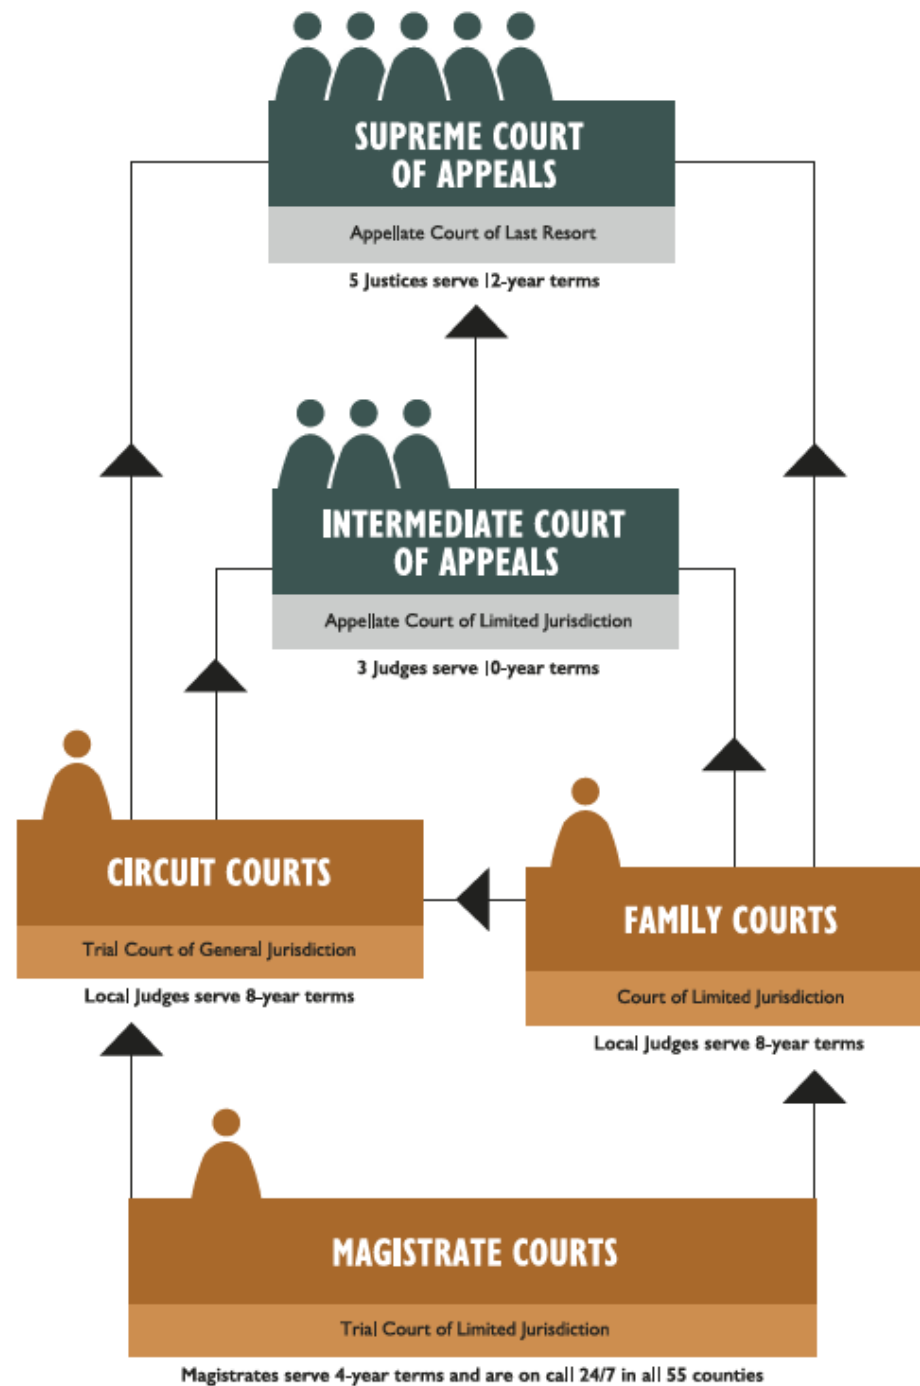 SUPREME COURT
OF APPEALS
Appellate Court of Last Resort
5 Justices serve 12-year terms
INTERMEDIATE COURT
OF APPEALS
Appellate Court of Limited Jurisdiction
3 Judges serve 10-year terms
CIRCUIT COURTS
Trial Court of General Jurisdiction
Local Judges serve 8-year terms
FAMILY COURTS
Court of Limited Jurisdiction
Local Judges serve 8-year terms
MAGISTRATE COURTS
Trial Court of Limited Jurisdiction
Magistrates serve 4-year terms and are on call 24/7 in all 55 counties